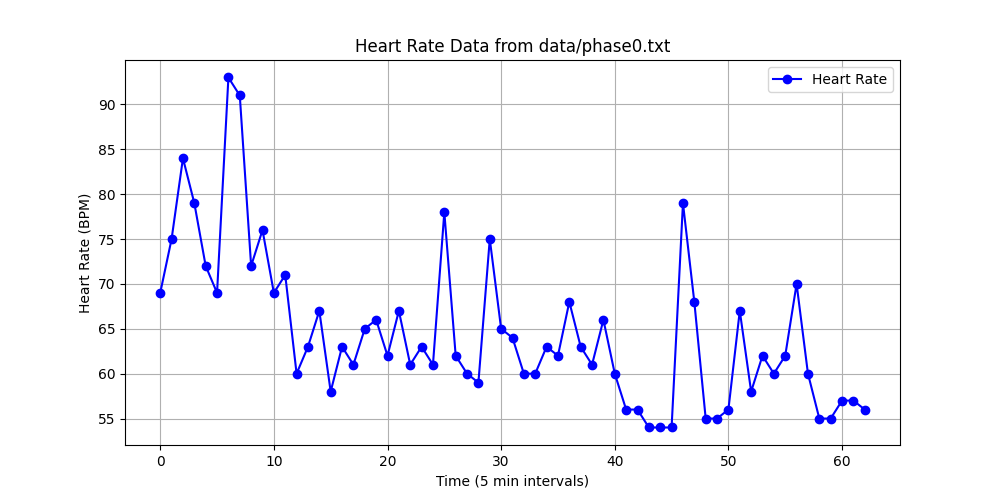 Heart Rate Data from data/phase0.txt
Heart Rate
Heart Rate (BPM)
90
85
80
75
70
65
60
55
0 10 20 30 40 50 60
Time (5 min intervals)